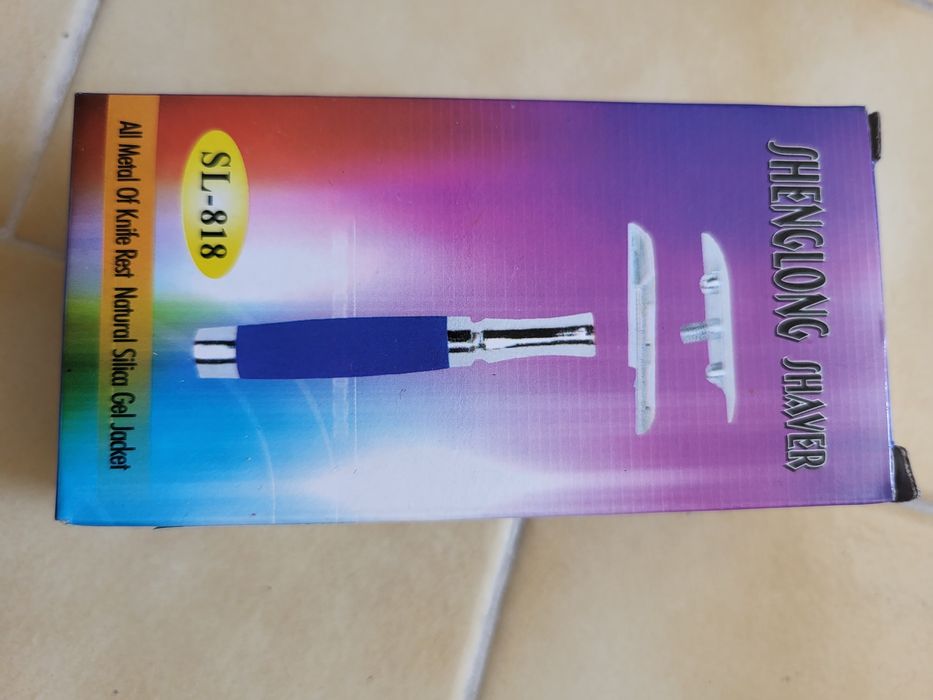 SHENGLONG SHAVER
SL-818
All Metal Of Knife Rest Natural Silica Gel Jacket